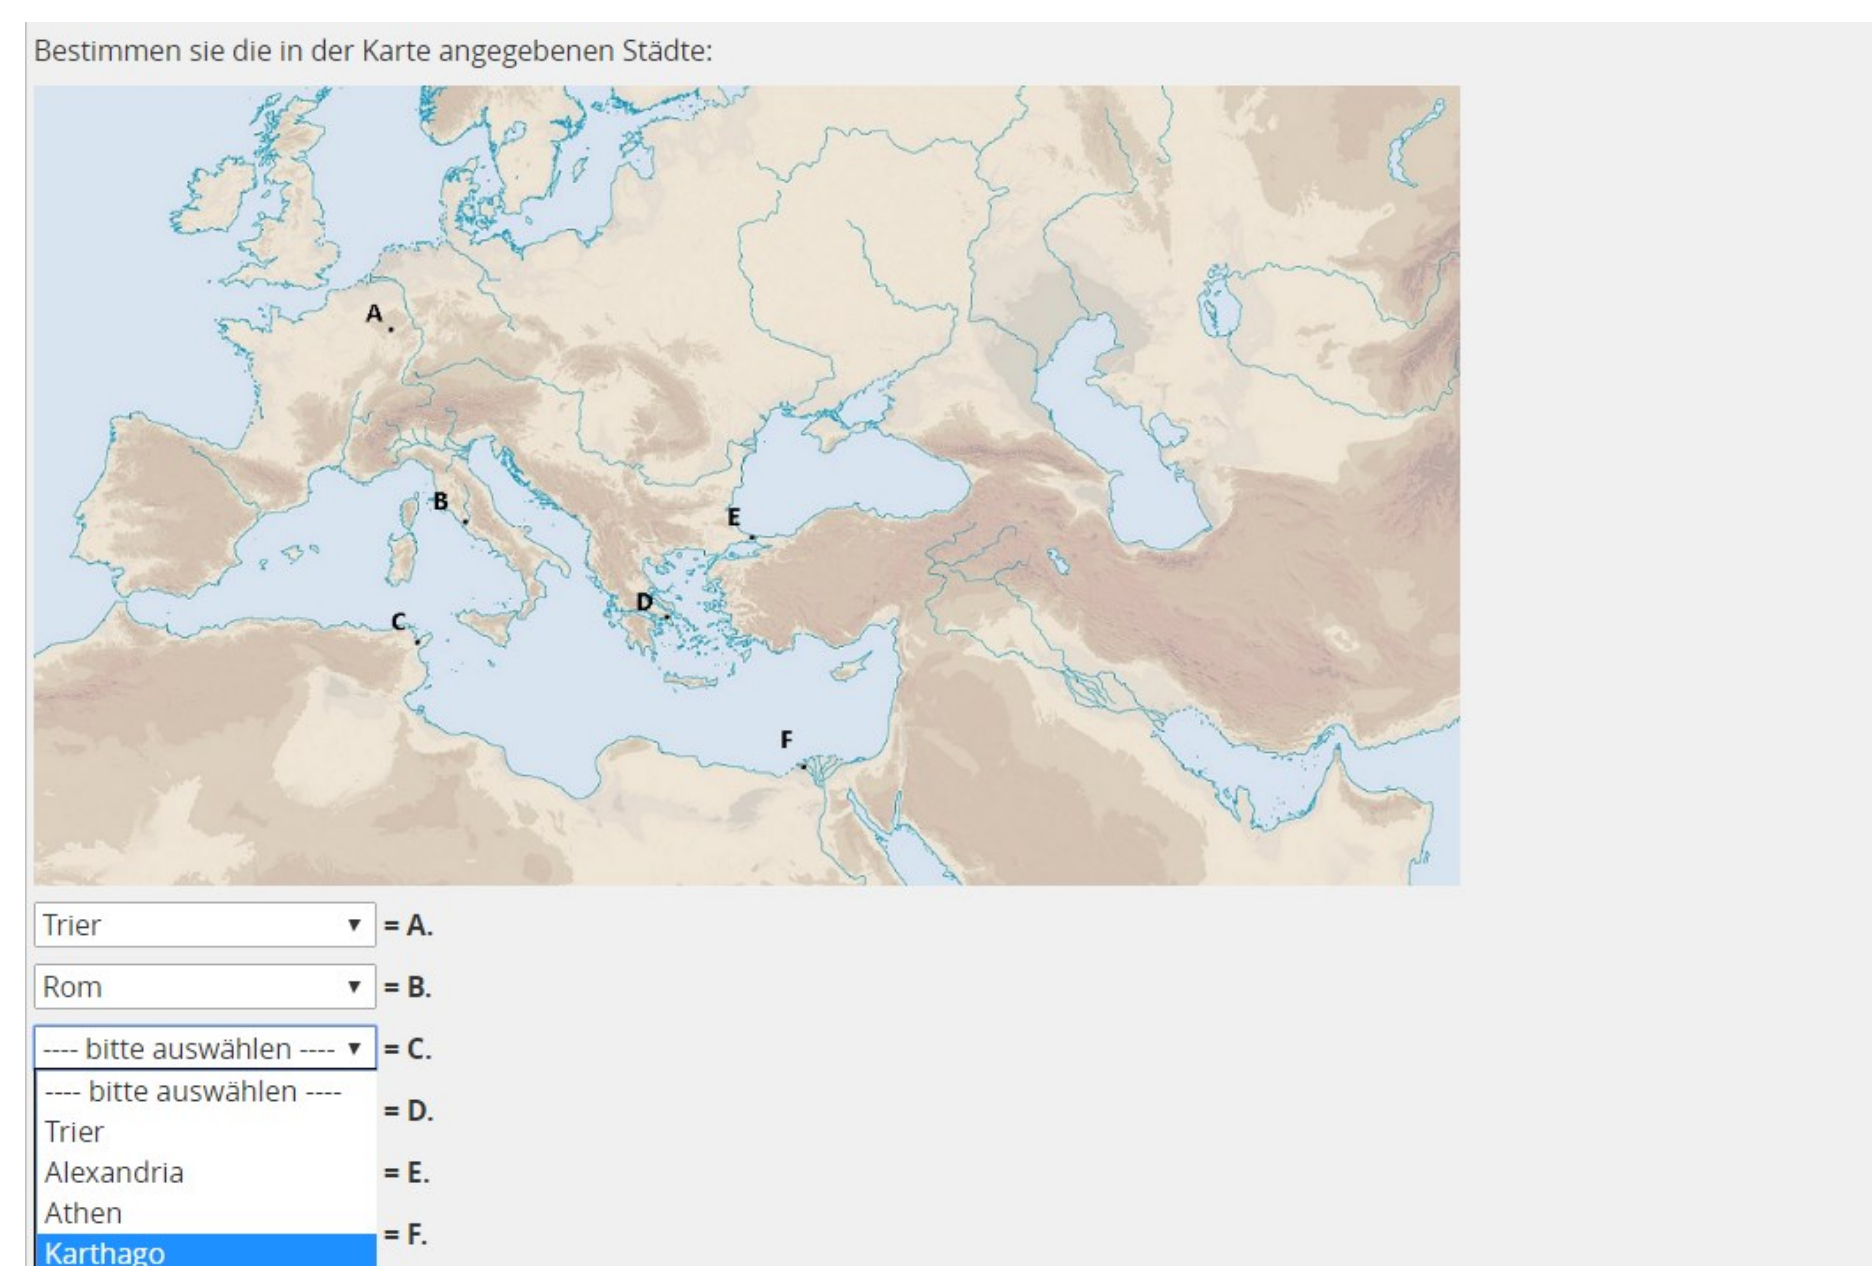 Bestimmen sie die in der Karte angegebenen Städte:
A
B
E
D
C
F
Trier ▼ = A.
Rom ▼ = B.
---- bitte auswählen ---- ▼ = C.
---- bitte auswählen ----
= D.
Trier
Alexandria = E.
Athen
= F.
Karthago